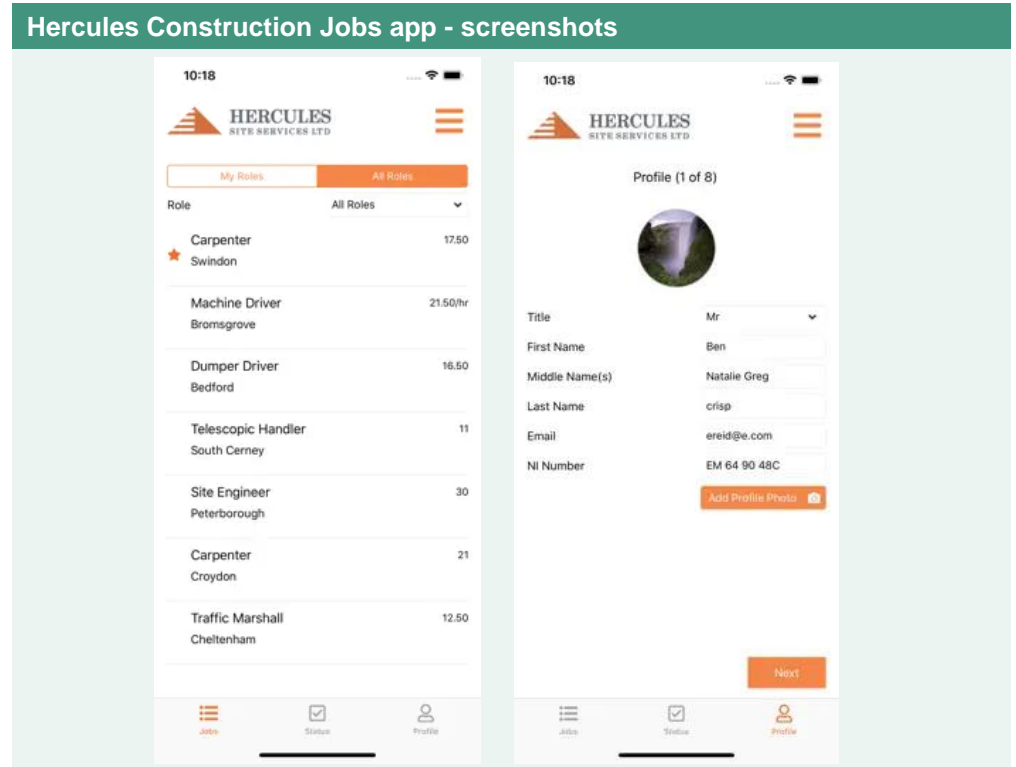 Hercules Construction Jobs app - screenshots
10:18
HERCULES
SITE SERVICES LTD
My Roles
All Roles
Role
All Roles
Carpenter
17.50
Swindon
Machine Driver
21.50/hr
Bromsgrove
Dumper Driver
16.50
Bedford
Telescopic Handler
11
South Cerney
Site Engineer
30
Peterborough
Carpenter
21
Croydon
Traffic Marshall
12.50
Cheltenham
Jobs
Status
Profile
10:18
HERCULES
SITE SERVICES LTD
Profile (1 of 8)
Title
Mr
First Name
Ben
Middle Name(s)
Natalie Greg
Last Name
crisp
Email
ereid@e.com
NI Number
EM 64 90 48C
Add Profile Photo
Next
Jobs
Status
Profile